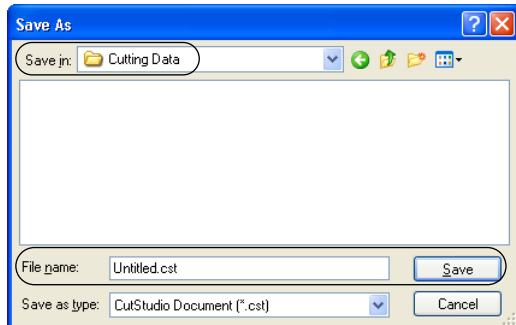 Save As
Save in: Cutting Data
File name: Untitled.cst Save
Save as type: CutStudio Document (*.cst) Cancel